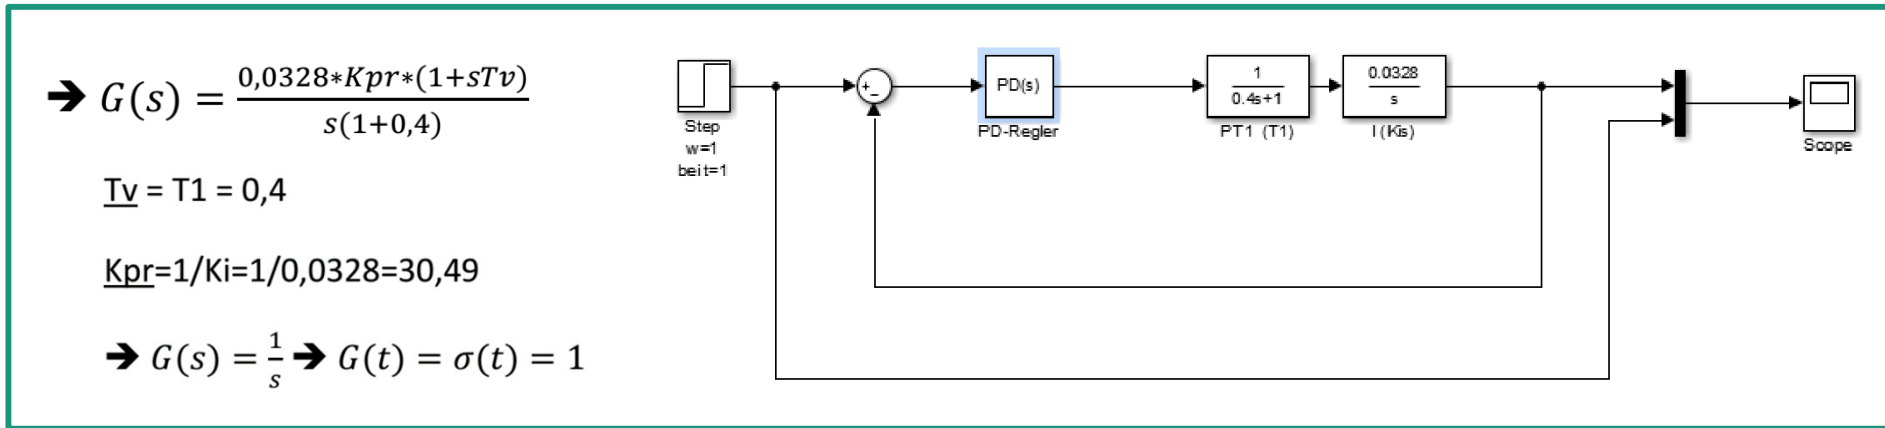 ➔ G(s) = 0,0328∗Kpr∗(1+sTv) / s(1+0,4)
Tv = T1 = 0,4
Kpr=1/Ki=1/0,0328=30,49
➔ G(s) = 1/s ➔ G(t) = σ(t) = 1
Step
w=1
beit=1
+
−
PD(s)
PD-Regler
1
0.4s+1
PT1 (T1)
0.0328
s
I (Kis)
Scope